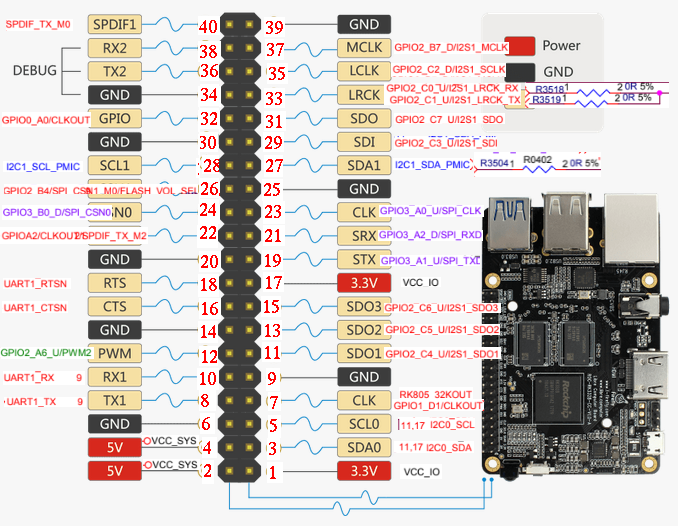 SPDIF_TX_M0 SPDIF1 40 39 GND
RX2 38 37 MCLK GPIO2_B7_D/I2S1_MCLK Power
DEBUG TX2 36 35 LCLK GPIO2_C2_D/I2S1_SCLK GND
GND 34 33 LRCK GPIO2_C0_U/I2S1_LRCK_RX R3518 1 2 0R 5%
GPIO2_C1_U/I2S1_LRCK_TX R3519 1 2 0R 5%
GPIO0_A0/CLKOUT GPIO 32 31 SDO GPIO2 C7 U/I2S1 SDO
GND 30 29 SDI GPIO2_C3_U/I2S1_SDI
I2C1_SCL_PMIC SCL1 28 27 SDA1 I2C1_SDA_PMIC R3504 1 R0402 2 0R 5%
GPIO2_B4/SPI_CSN1_M0/FLASH_VOL_SEL 26 25 GND
GPIO3_B0_D/SPI_CSN0 SN0 24 23 CLK GPIO3_A0_U/SPI_CLK
GPIOA2/CLKOUT2/SPDIF_TX_M2 22 21 SRX GPIO3_A2_D/SPI_RXD
GND 20 19 STX GPIO3_A1_U/SPI_TXD
UART1_RTSN RTS 18 17 3.3V VCC_IO
UART1_CTSN CTS 16 15 SDO3 GPIO2_C6_U/I2S1_SDO3
GND 14 13 SDO2 GPIO2_C5_U/I2S1_SDO2
GPIO2_A6_U/PWM2 PWM 12 11 SDO1 GPIO2_C4_U/I2S1_SDO1
UART1_RX 9 RX1 10 9 GND
UART1_TX 9 TX1 8 7 CLK RK805 32KOUT
GPIO1_D1/CLKOUT
GND 6 5 SCL0 11,17 I2C0_SCL
5V VCC_SYS 4 3 SDA0 11,17 I2C0_SDA
5V VCC_SYS 2 1 3.3V VCC_IO
Rockchip